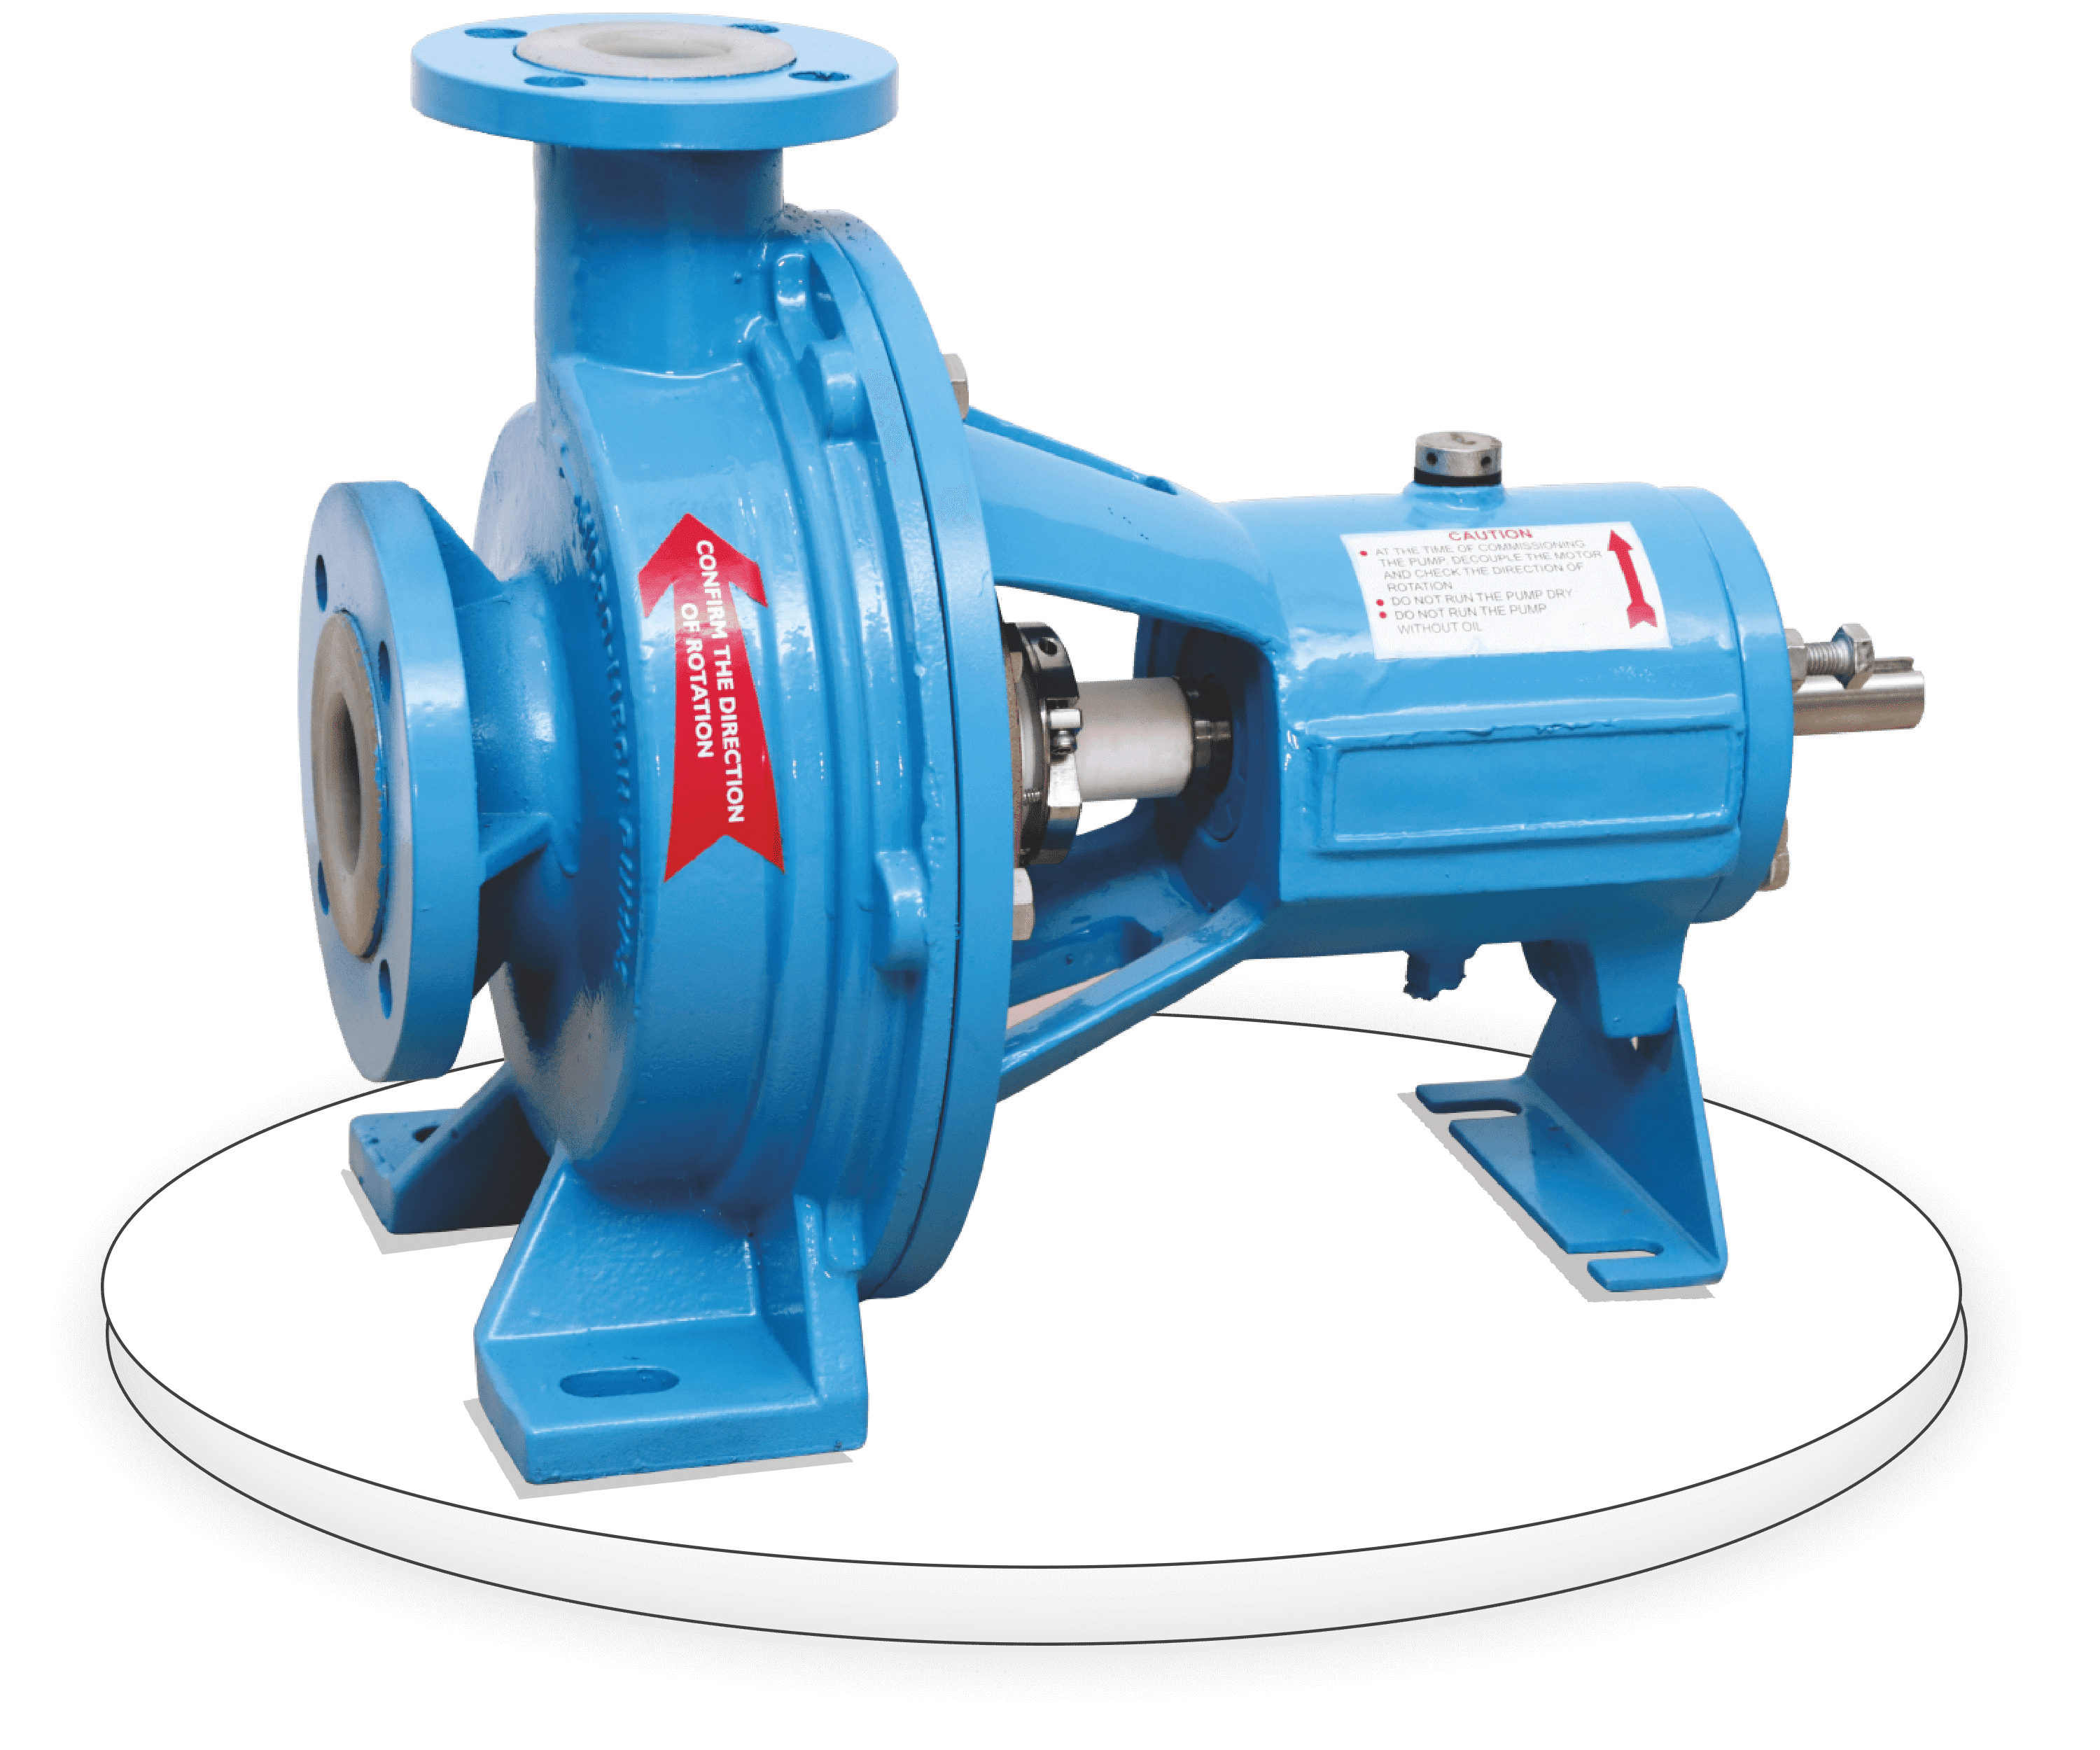 CONFIRM THE DIRECTION
OF ROTATION
CAUTION
• AT THE TIME OF COMMISSIONING
THE PUMP, DECOUPLE THE MOTOR
AND CHECK THE DIRECTION OF
ROTATION
• DO NOT RUN THE PUMP DRY
• DO NOT RUN THE PUMP
WITHOUT OIL